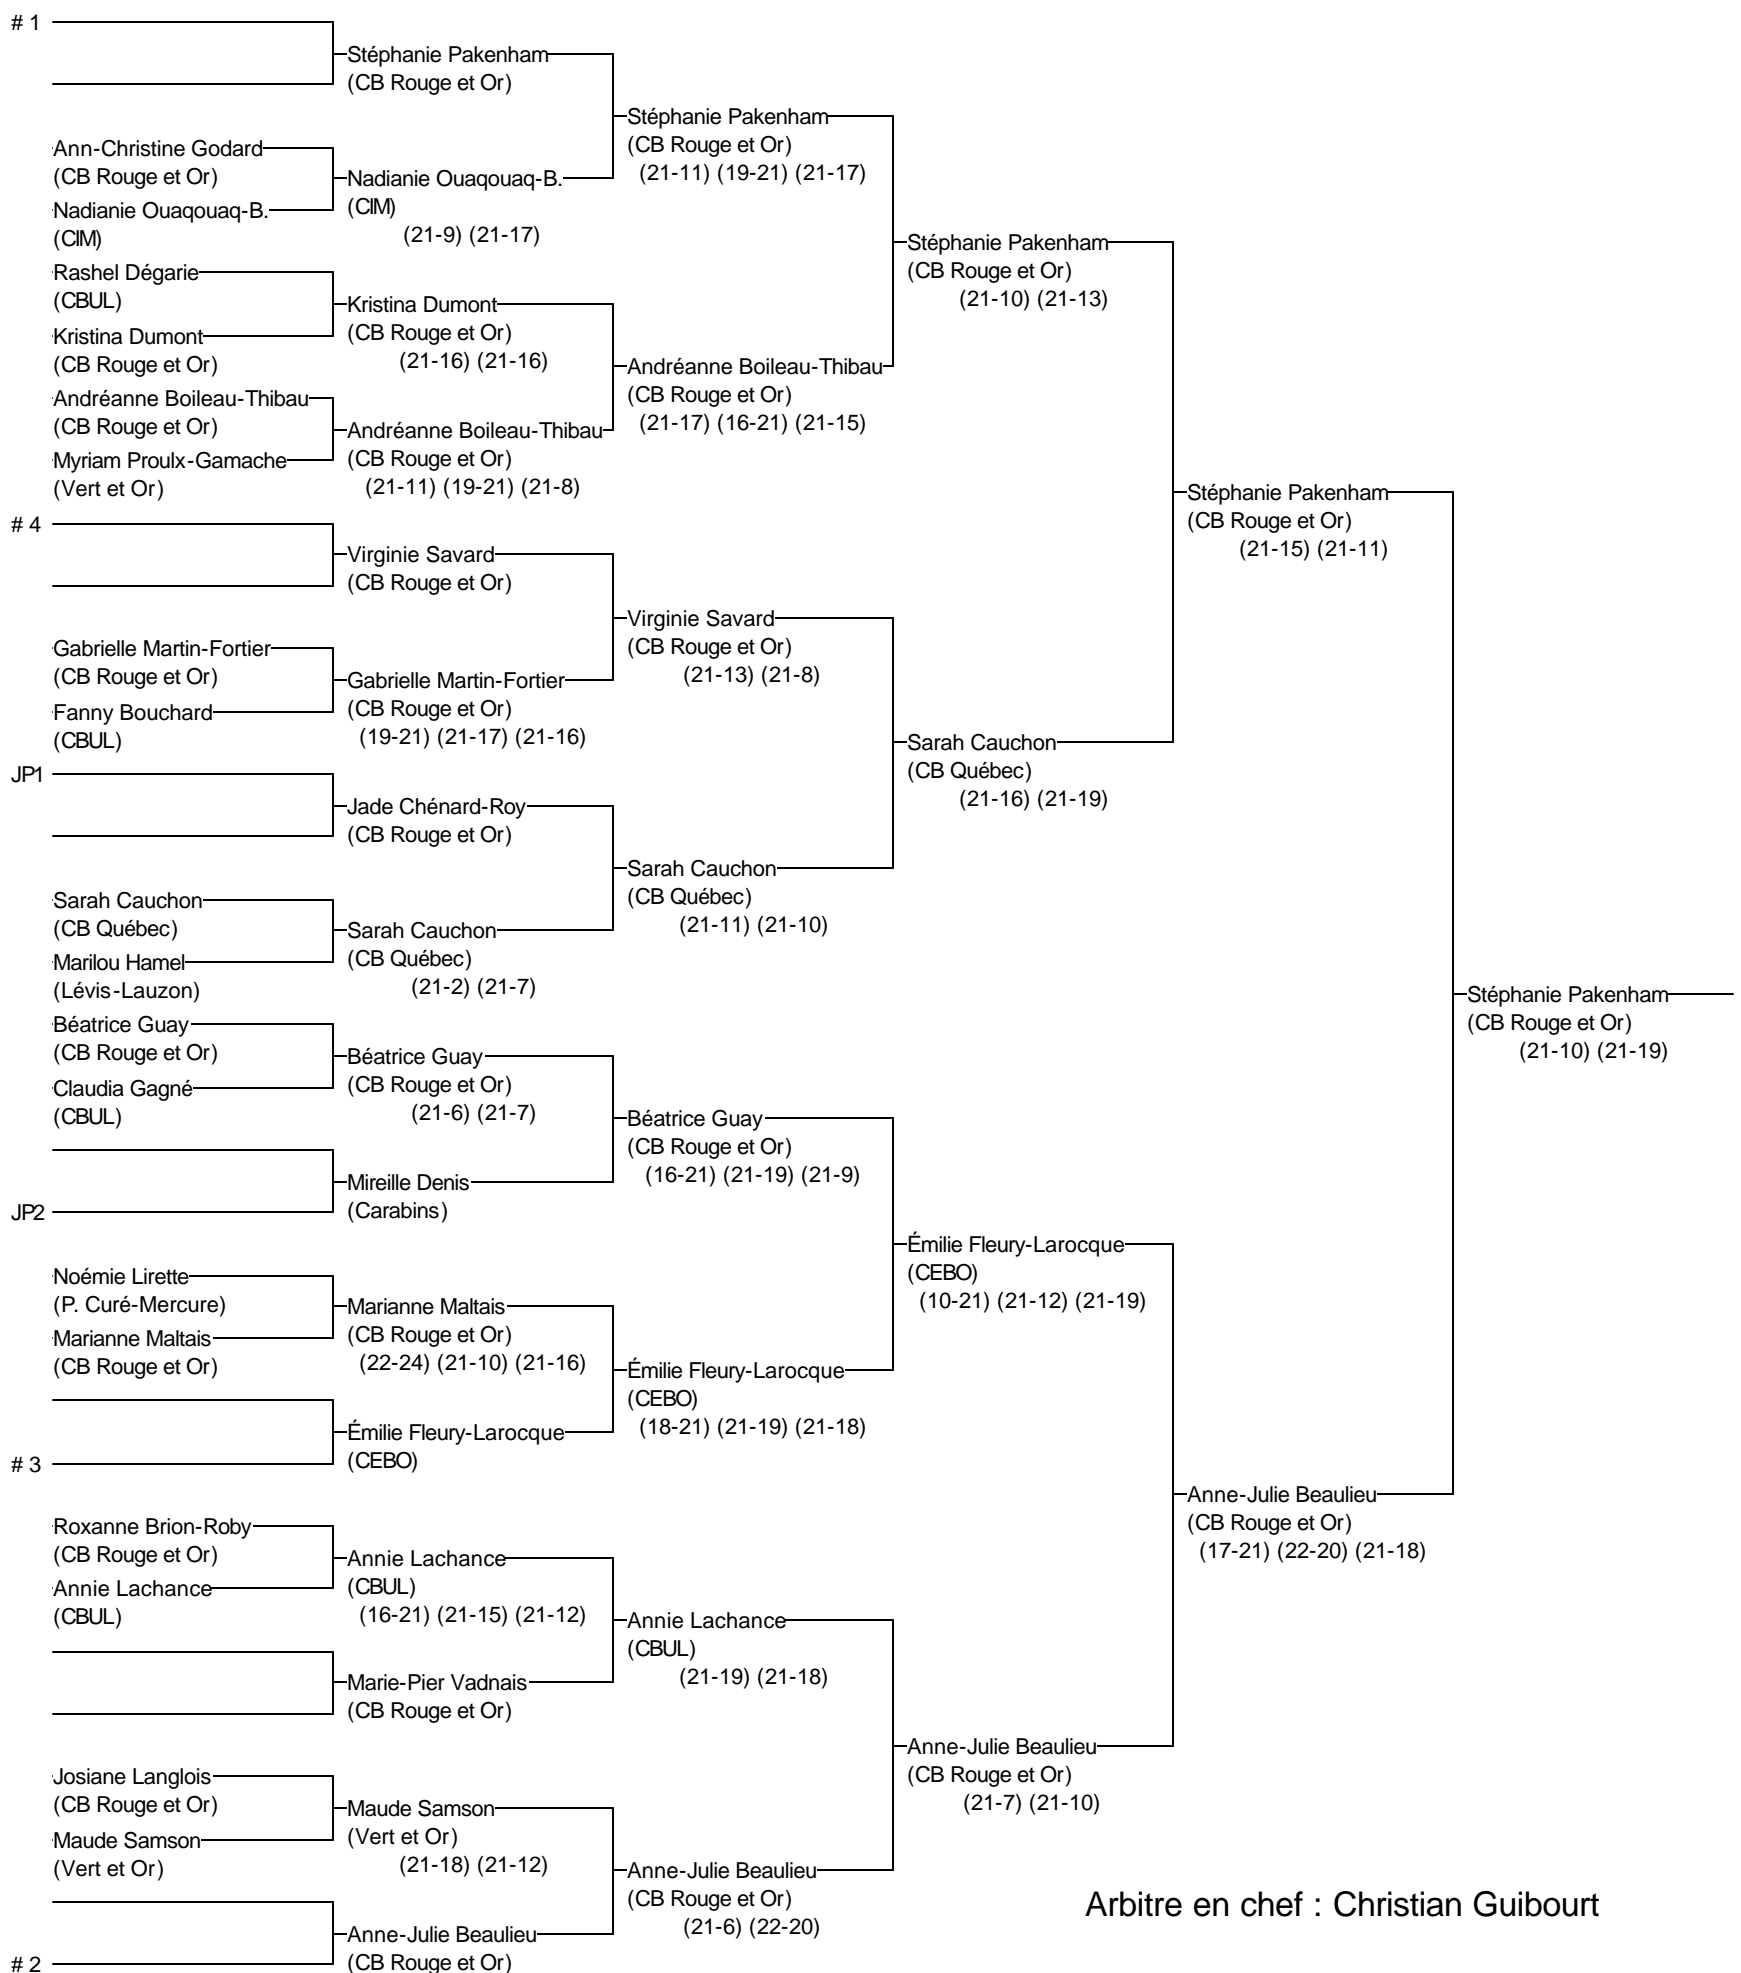 # 1
Stéphanie Pakenham
(CB Rouge et Or)
Stéphanie Pakenham
(CB Rouge et Or)
(21-11) (19-21) (21-17)
Ann-Christine Godard
(CB Rouge et Or)
Nadianie Ouaqouaq-B.
(CIM)
Nadianie Ouaqouaq-B.
(CIM)
(21-9) (21-17)
Stéphanie Pakenham
(CB Rouge et Or)
(21-10) (21-13)
Rashel Dégarie
(CBUL)
Kristina Dumont
(CB Rouge et Or)
Kristina Dumont
(CB Rouge et Or)
(21-16) (21-16)
Andréanne Boileau-Thibau
(CB Rouge et Or)
(21-17) (16-21) (21-15)
Andréanne Boileau-Thibau
(CB Rouge et Or)
Myriam Proulx-Gamache
(Vert et Or)
Andréanne Boileau-Thibau
(CB Rouge et Or)
(21-11) (19-21) (21-8)
Stéphanie Pakenham
(CB Rouge et Or)
(21-15) (21-11)
# 4
Virginie Savard
(CB Rouge et Or)
Virginie Savard
(CB Rouge et Or)
(21-13) (21-8)
Gabrielle Martin-Fortier
(CB Rouge et Or)
Fanny Bouchard
(CBUL)
Gabrielle Martin-Fortier
(CB Rouge et Or)
(19-21) (21-17) (21-16)
Sarah Cauchon
(CB Québec)
(21-16) (21-19)
JP1
Jade Chénard-Roy
(CB Rouge et Or)
Sarah Cauchon
(CB Québec)
(21-11) (21-10)
Sarah Cauchon
(CB Québec)
Marilou Hamel
(Lévis-Lauzon)
Sarah Cauchon
(CB Québec)
(21-2) (21-7)
Stéphanie Pakenham
(CB Rouge et Or)
(21-10) (21-19)
Béatrice Guay
(CB Rouge et Or)
Claudia Gagné
(CBUL)
Béatrice Guay
(CB Rouge et Or)
(21-6) (21-7)
Béatrice Guay
(CB Rouge et Or)
(16-21) (21-19) (21-9)
Mireille Denis
(Carabins)
JP2
Émilie Fleury-Larocque
(CEBO)
(10-21) (21-12) (21-19)
Noémie Lirette
(P. Curé-Mercure)
Marianne Maltais
(CB Rouge et Or)
Marianne Maltais
(CB Rouge et Or)
(22-24) (21-10) (21-16)
Émilie Fleury-Larocque
(CEBO)
(18-21) (21-19) (21-18)
Émilie Fleury-Larocque
(CEBO)
# 3
Anne-Julie Beaulieu
(CB Rouge et Or)
(17-21) (22-20) (21-18)
Roxanne Brion-Roby
(CB Rouge et Or)
Annie Lachance
(CBUL)
Annie Lachance
(CBUL)
(16-21) (21-15) (21-12)
Annie Lachance
(CBUL)
(21-19) (21-18)
Marie-Pier Vadnais
(CB Rouge et Or)
Anne-Julie Beaulieu
(CB Rouge et Or)
(21-7) (21-10)
Josiane Langlois
(CB Rouge et Or)
Maude Samson
(Vert et Or)
Maude Samson
(Vert et Or)
(21-18) (21-12)
Anne-Julie Beaulieu
(CB Rouge et Or)
(21-6) (22-20)
Anne-Julie Beaulieu
(CB Rouge et Or)
# 2
Arbitre en chef : Christian Guibourt